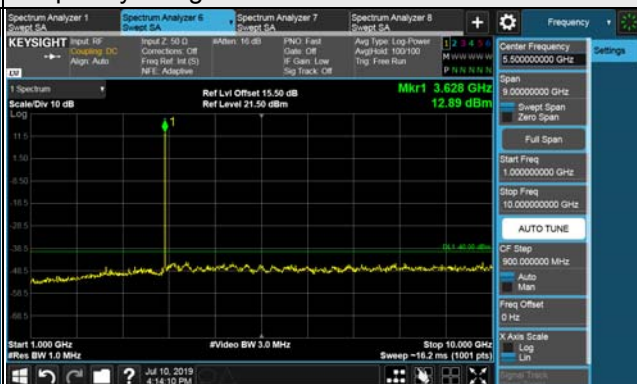 Spectrum Analyzer 1
Swept SA
Spectrum Analyzer 6
Swept SA
Spectrum Analyzer 7
Swept SA
Spectrum Analyzer 8
Swept SA
+
Frequency
KEYSIGHT
Input: RF
Coupling: DC
Align: Auto
Input Z: 50 Ω
Corrections: Off
Freq Ref: Int (S)
NFE: Adaptive
#Atten: 16 dB
PNO: Fast
Gate: Off
IF Gain: Low
Sig Track: Off
Avg Type: Log-Power
Avg|Hold: 100/100
Trig: Free Run
1 2 3 4 5 6
M W W W W W
P N N N N N
LXI
1 Spectrum
Scale/Div 10 dB
Log
Ref Lvl Offset 15.50 dB
Ref Level 21.50 dBm
Mkr1 3.628 GHz
12.89 dBm
1
11.5
1.50
-8.50
-18.5
-28.5
-38.5
-48.5
-58.5
-68.5
DL1 -40.00 dBm
Start 1.000 GHz
#Res BW 1.0 MHz
#Video BW 3.0 MHz
Stop 10.000 GHz
Sweep ~16.2 ms (1001 pts)
Jul 10, 2019
4:14:10 PM
Center Frequency
5.500000000 GHz
Settings
Span
9.00000000 GHz
Swept Span
Zero Span
Full Span
Start Freq
1.000000000 GHz
Stop Freq
10.000000000 GHz
AUTO TUNE
CF Step
900.000000 MHz
Auto
Man
Freq Offset
0 Hz
X Axis Scale
Log
Lin
Signal Track